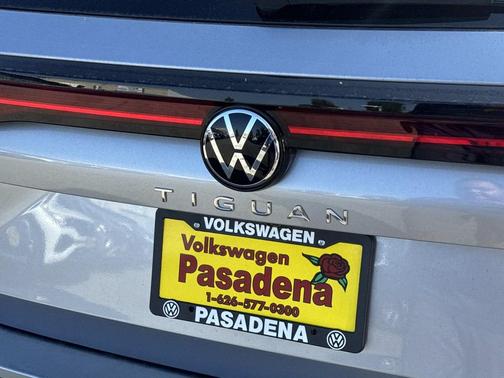 TIGUAN
VOLKSWAGEN
Volkswagen
Pasadena
1-626-577-0300
PASADENA